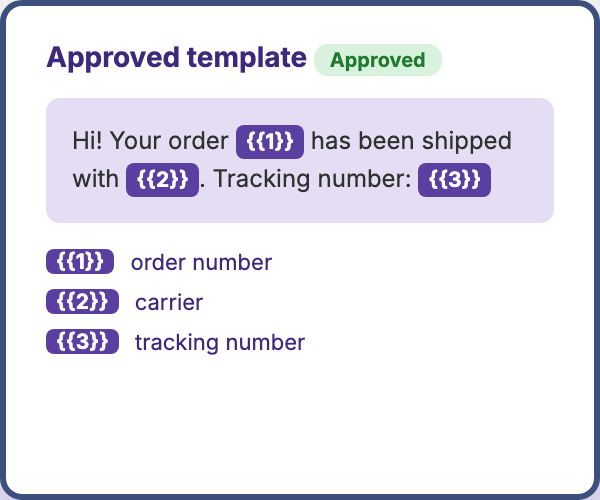 Approved template Approved
Hi! Your order {{1}} has been shipped
with {{2}}. Tracking number: {{3}}
{{1}} order number
{{2}} carrier
{{3}} tracking number